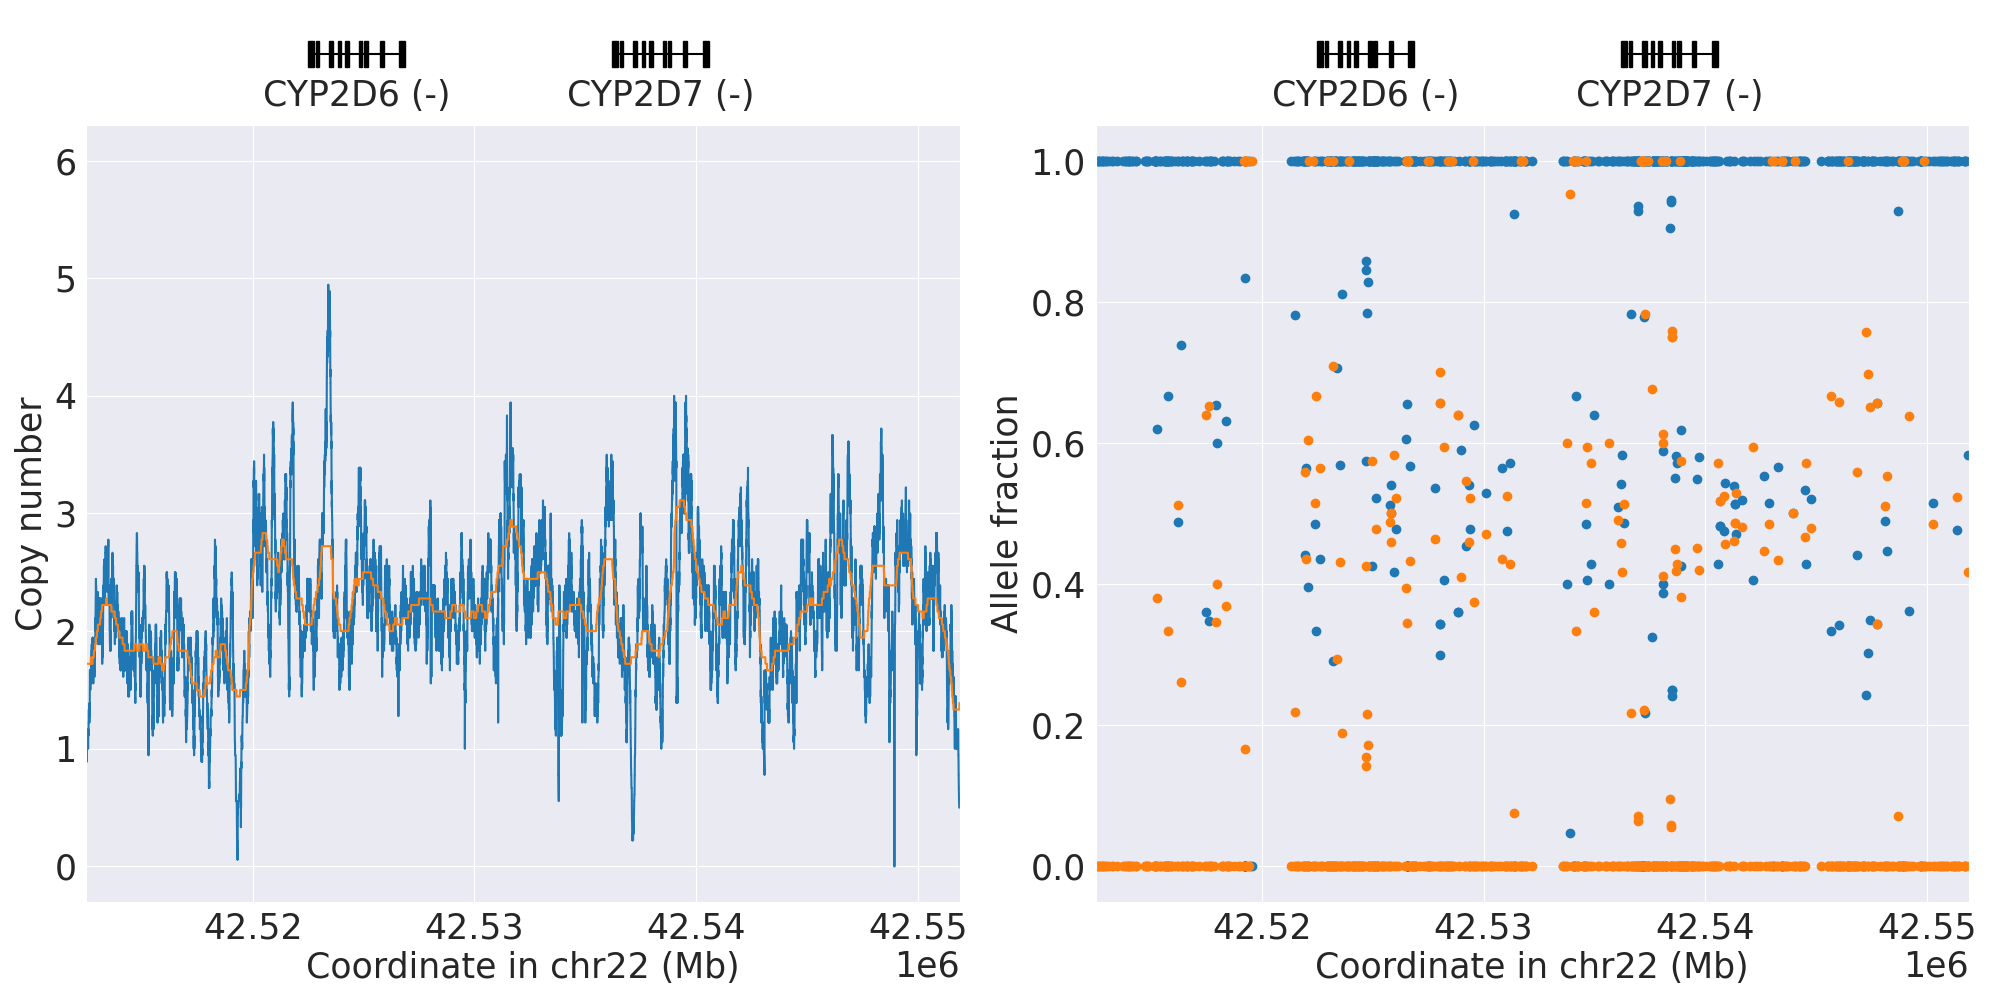 CYP2D6 (-) CYP2D7 (-)
6
5
4
3
2
1
0
Copy number
42.52 42.53 42.54 42.55
1e6
Coordinate in chr22 (Mb)
CYP2D6 (-) CYP2D7 (-)
1.0
0.8
0.6
0.4
0.2
0.0
Allele fraction
42.52 42.53 42.54 42.55
1e6
Coordinate in chr22 (Mb)